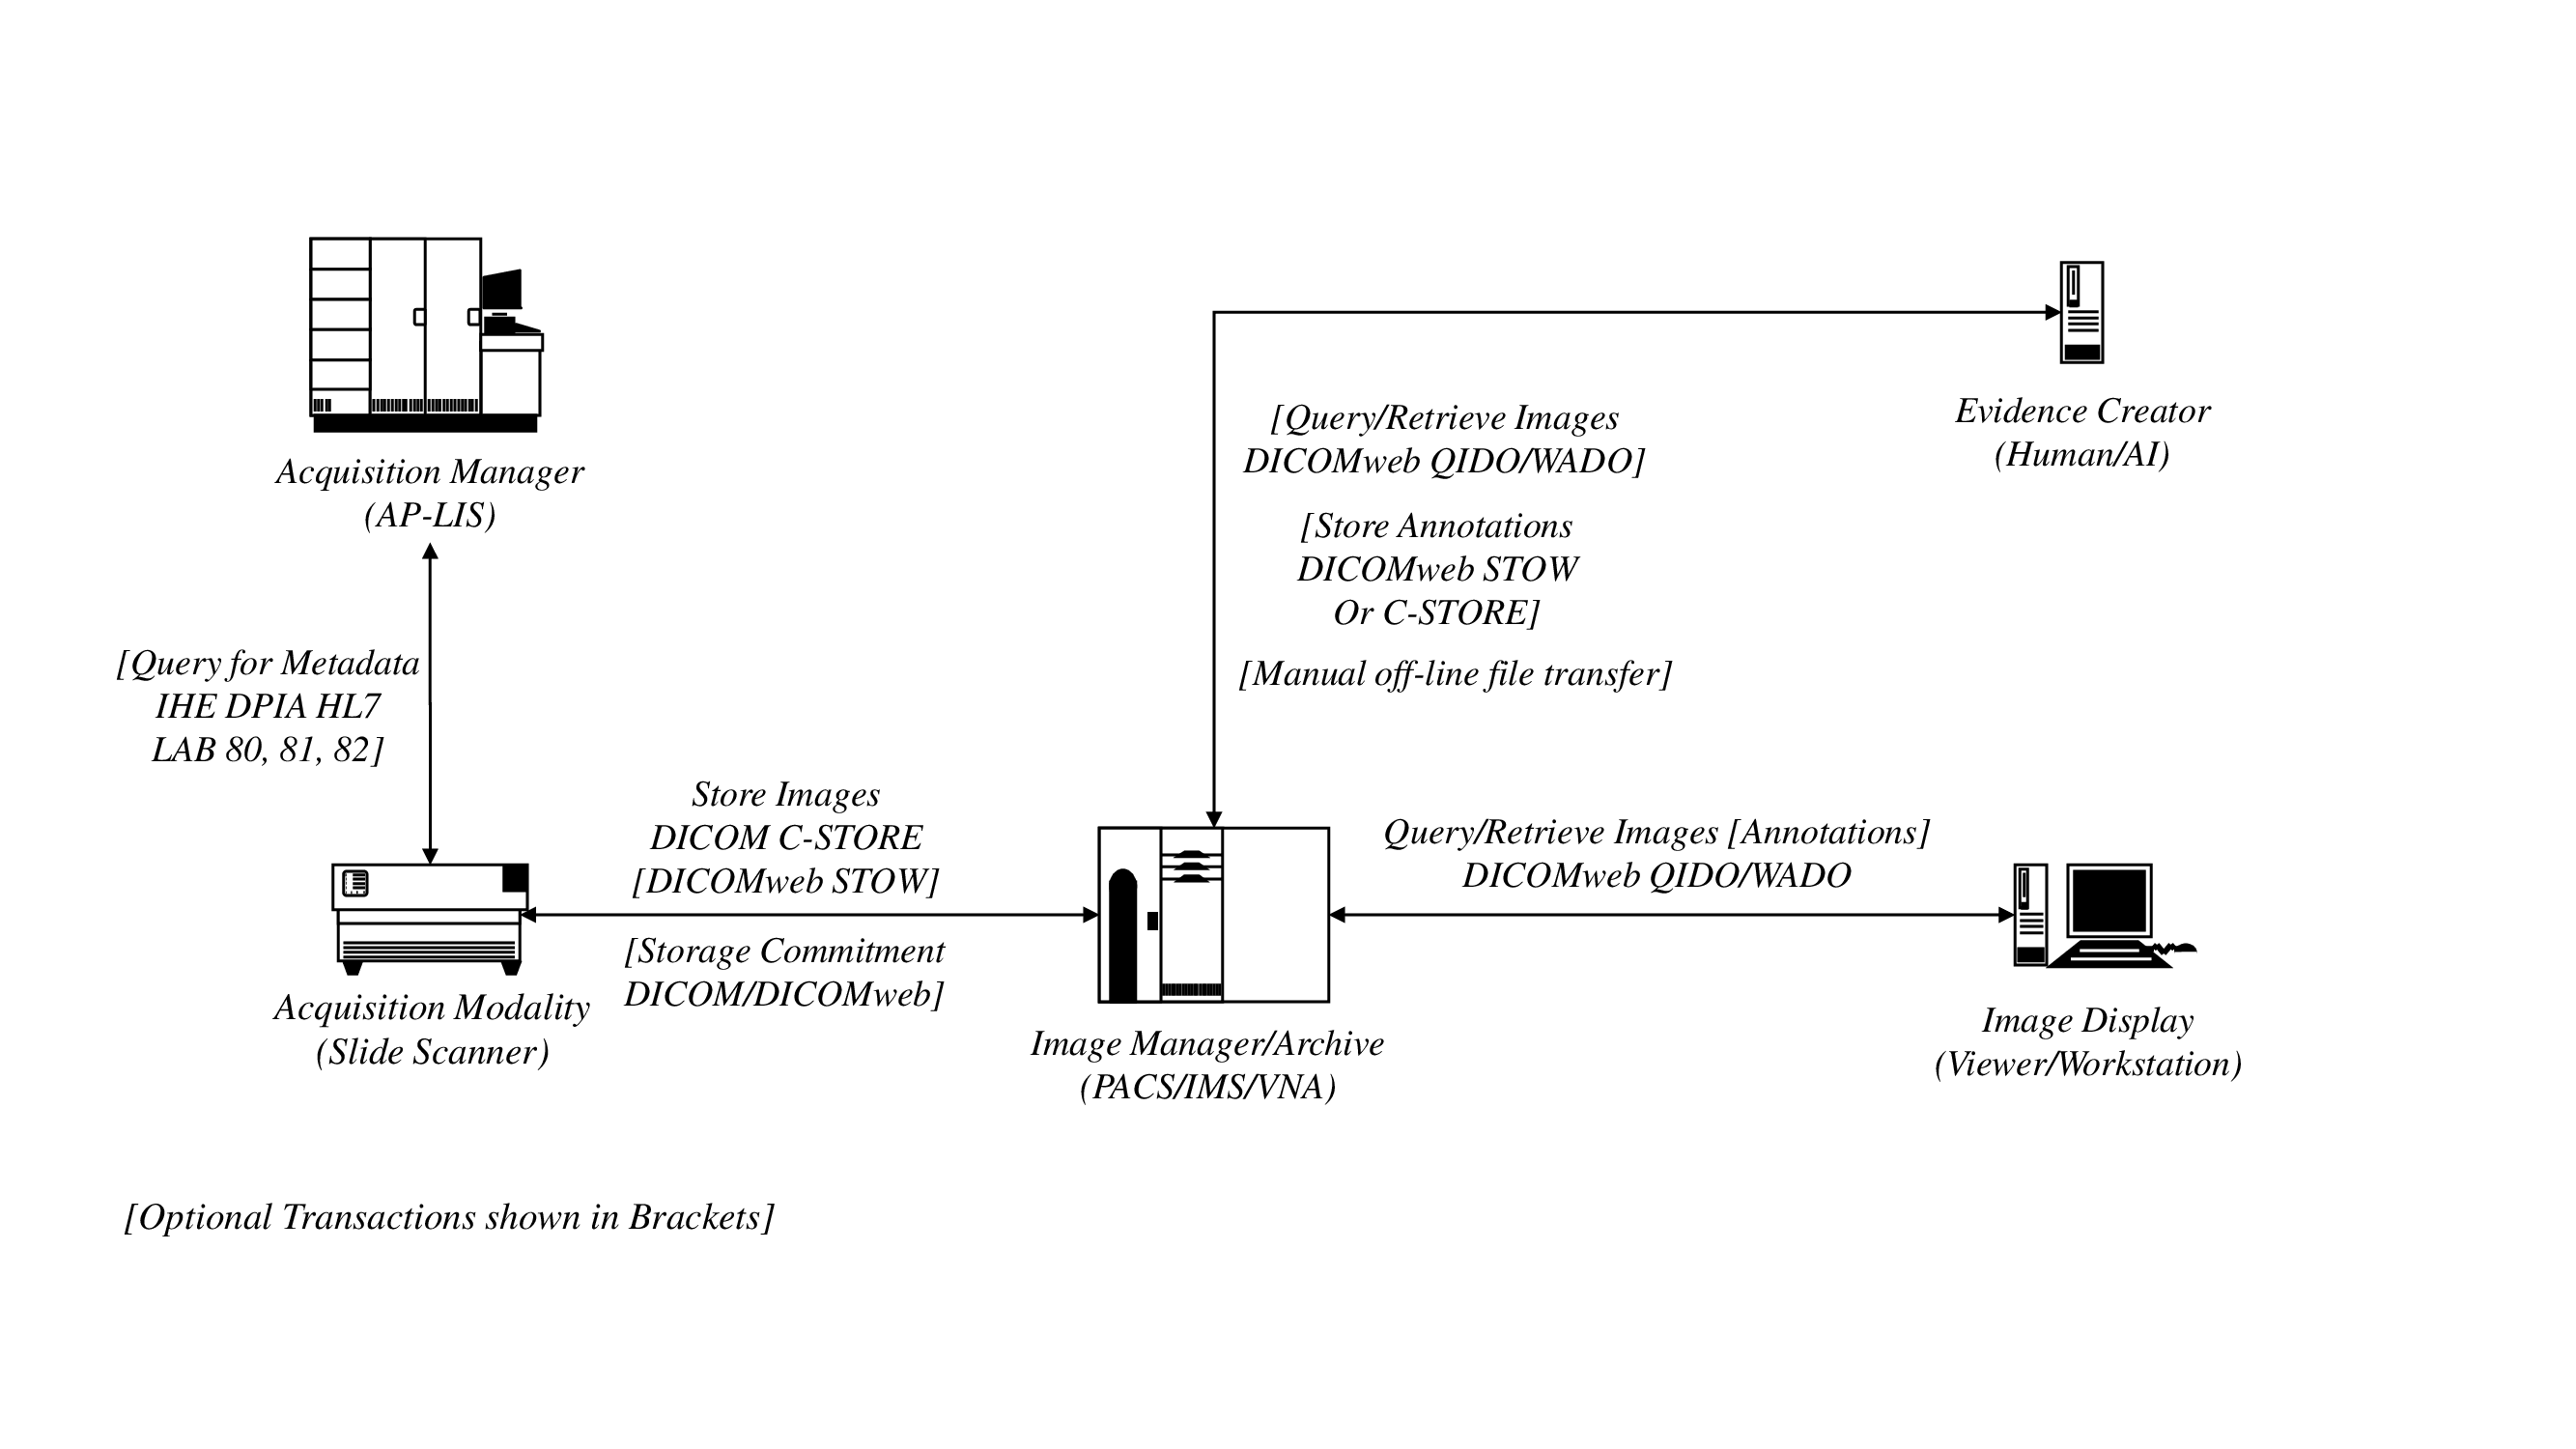 Acquisition Manager
(AP-LIS)
[Query for Metadata
IHE DPIA HL7
LAB 80, 81, 82]
Acquisition Modality
(Slide Scanner)
Store Images
DICOM C-STORE
[DICOMweb STOW]
[Storage Commitment
DICOM/DICOMweb]
Image Manager/Archive
(PACS/IMS/VNA)
[Query/Retrieve Images
DICOMweb QIDO/WADO]
[Store Annotations
DICOMweb STOW
Or C-STORE]
[Manual off-line file transfer]
Evidence Creator
(Human/AI)
Query/Retrieve Images [Annotations]
DICOMweb QIDO/WADO
Image Display
(Viewer/Workstation)
[Optional Transactions shown in Brackets]